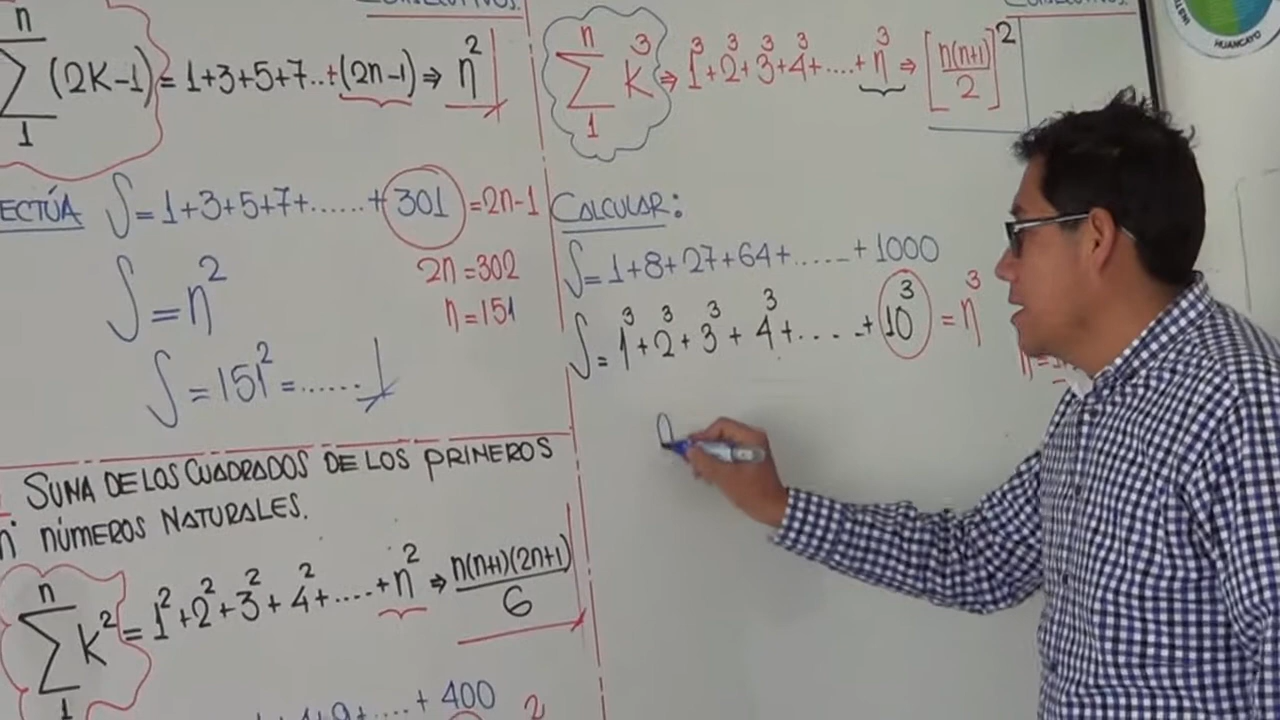 n
∑ (2K-1) = 1+3+5+7..+(2n-1) ⇒ n²
1
ECTÚA S = 1+3+5+7+......+301 = 2n-1
2n = 302
n = 151
S = n²
S = 151² = ......
SUMA DE LOS CUADRADOS DE LOS PRIMEROS
n NÚMEROS NATURALES.
n
∑ K² = 1²+2²+3²+4²+....+n² ⇒ n(n+1)(2n+1)/6
1
....+ 400
2
n
∑ K³ ⇒ 1³+2³+3³+4³+....+n³ ⇒ [n(n+1)/2]²
1
CALCULAR:
S = 1+8+27+64+.....+1000
S = 1³+2³+3³+4³+.....+10³ = n³
HUANCAYO